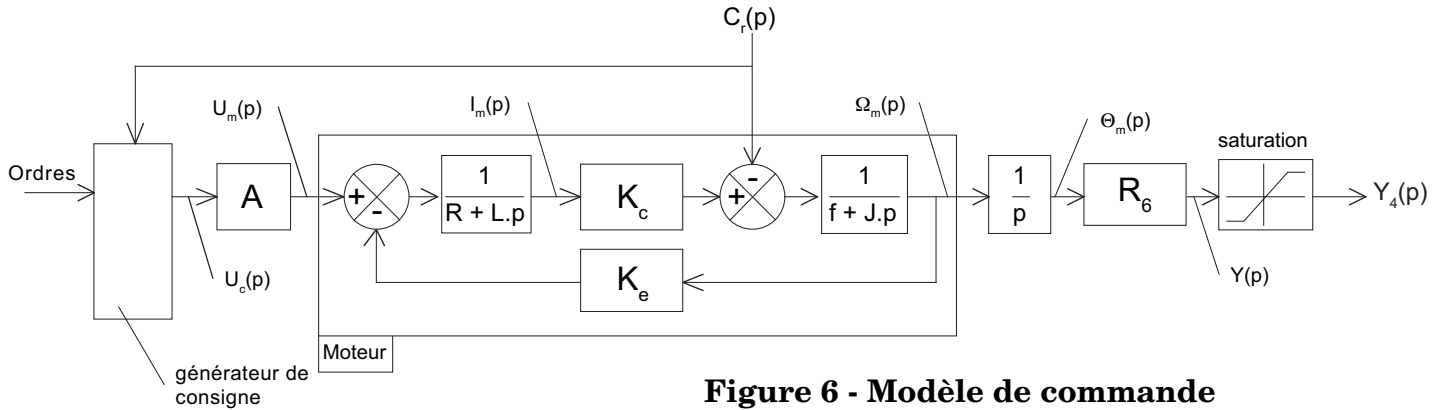 C_r(p)
U_m(p)
I_m(p)
Ω_m(p)
Θ_m(p)
saturation
Ordres
A
+
-
1
R + L.p
K_c
-
+
1
f + J.p
1
p
R_6
Y_4(p)
U_c(p)
K_e
Y(p)
Moteur
générateur de
consigne
Figure 6 - Modèle de commande